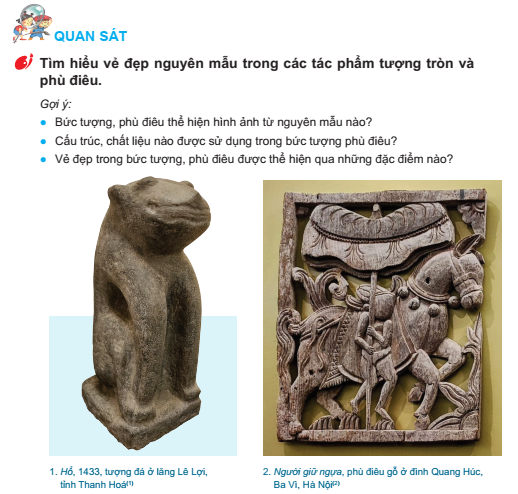 QUAN SÁT
Tìm hiểu vẻ đẹp nguyên mẫu trong các tác phẩm tượng tròn và
phù điêu.
Gợi ý:
● Bức tượng, phù điêu thể hiện hình ảnh từ nguyên mẫu nào?
● Cấu trúc, chất liệu nào được sử dụng trong bức tượng phù điêu?
● Vẻ đẹp trong bức tượng, phù điêu được thể hiện qua những đặc điểm nào?
1. Hổ, 1433, tượng đá ở lăng Lê Lợi,
tỉnh Thanh Hoá(1)
2. Người giữ ngựa, phù điêu gỗ ở đình Quang Húc,
Ba Vì, Hà Nội(2)